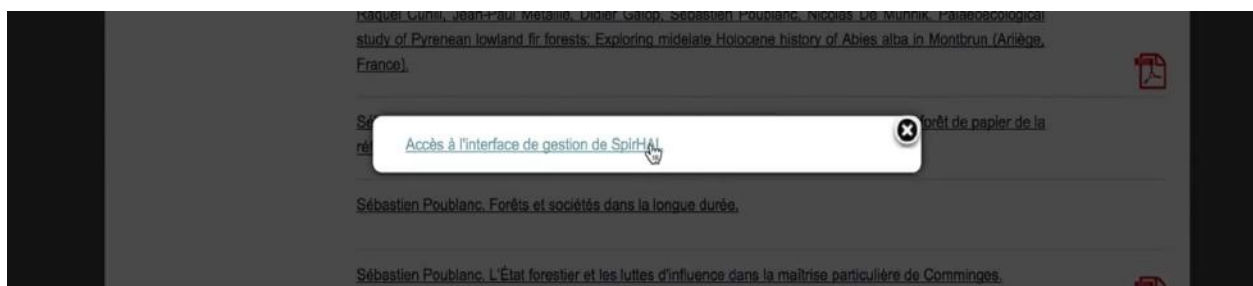 Raquel Cunill, Jean-Paul Métailié, Didier Galop, Sébastien Poublanc, Nicolas De Munnik. Palaeoecological
study of Pyrenean lowland fir forests: Exploring midelate Holocene history of Abies alba in Montbrun (Ariège,
France).
forêt de papier de la
Accès à l'interface de gestion de SpirHAL
Sébastien Poublanc. Forêts et sociétés dans la longue durée.
Sébastien Poublanc. L'État forestier et les luttes d'influence dans la maîtrise particulière de Comminges.